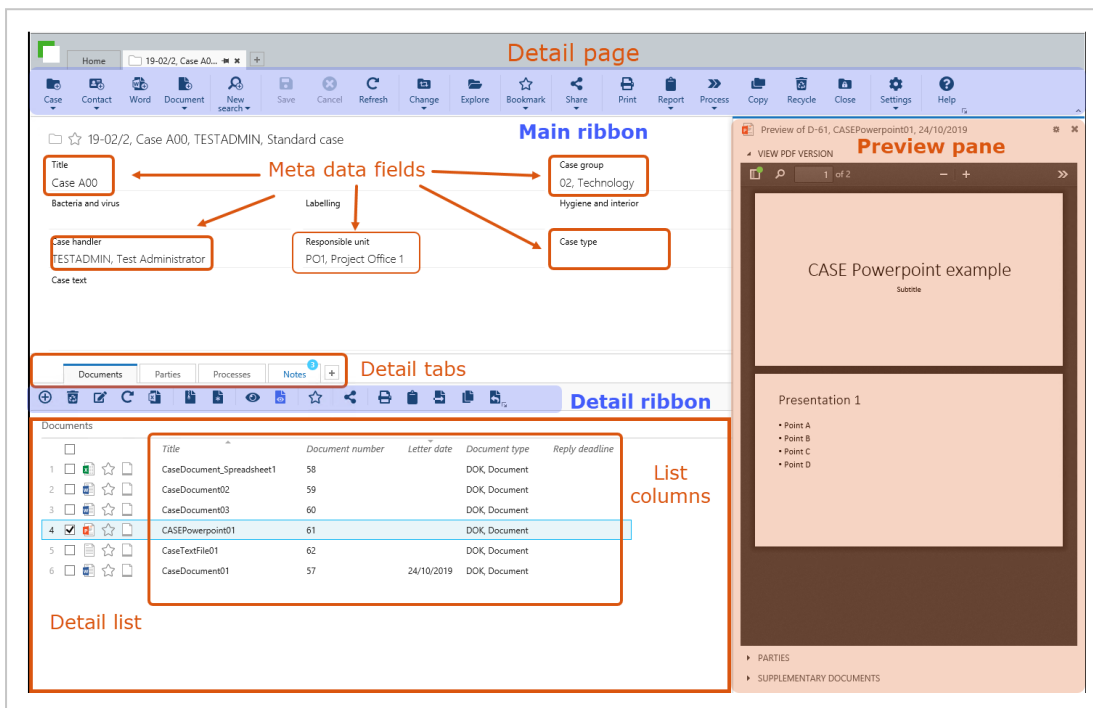 Detail page
Home
19-02/2, Case A0...
Case
Contact
Word
Document
New search
Save
Cancel
Refresh
Change
Explore
Bookmark
Share
Print
Report
Process
Copy
Recycle
Close
Settings
Help
Main ribbon
19-02/2, Case A00, TESTADMIN, Standard case
Meta data fields
Title
Case A00
Case group
02, Technology
Bacteria and virus
Labelling
Hygiene and interior
Case handler
TESTADMIN, Test Administrator
Responsible unit
PO1, Project Office 1
Case type
Case text
Documents
Parties
Processes
Notes
3
+
Detail tabs
Detail ribbon
Documents
Title Document number Letter date Document type Reply deadline
1 CaseDocument_Spreadsheet1 58 DOK, Document
2 CaseDocument02 59 DOK, Document
3 CaseDocument03 60 DOK, Document
4 CASEPowerpoint01 61 DOK, Document
5 CaseTextFile01 62 DOK, Document
6 CaseDocument01 57 24/10/2019 DOK, Document
List
columns
Detail list
Preview of D-61, CASEPowerpoint01, 24/10/2019
Preview pane
VIEW PDF VERSION
1 of 2
CASE Powerpoint example
Subtitle
Presentation 1
• Point A
• Point B
• Point C
• Point D
PARTIES
SUPPLEMENTARY DOCUMENTS